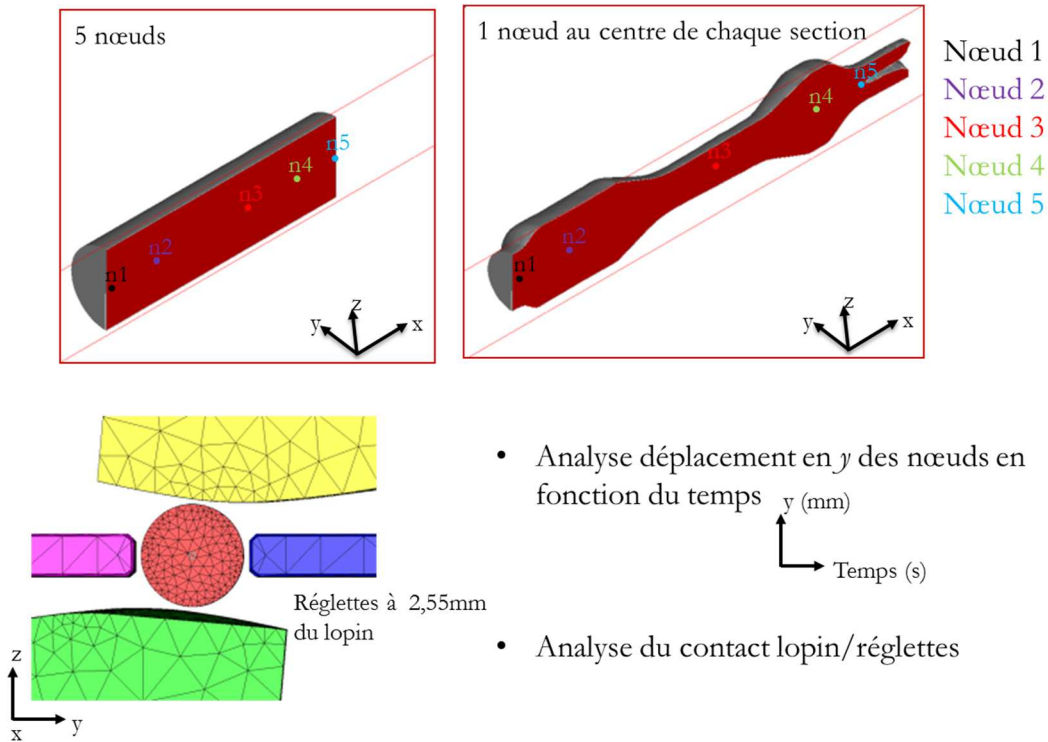 5 nœuds
n1
n2
n3
n4
n5
z
y
x
1 nœud au centre de chaque section
n1
n2
n3
n4
n5
z
y
x
Nœud 1
Nœud 2
Nœud 3
Nœud 4
Nœud 5
Réglettes à 2,55mm
du lopin
z
y
x
• Analyse déplacement en y des nœuds en
fonction du temps
y (mm)
Temps (s)
• Analyse du contact lopin/réglettes